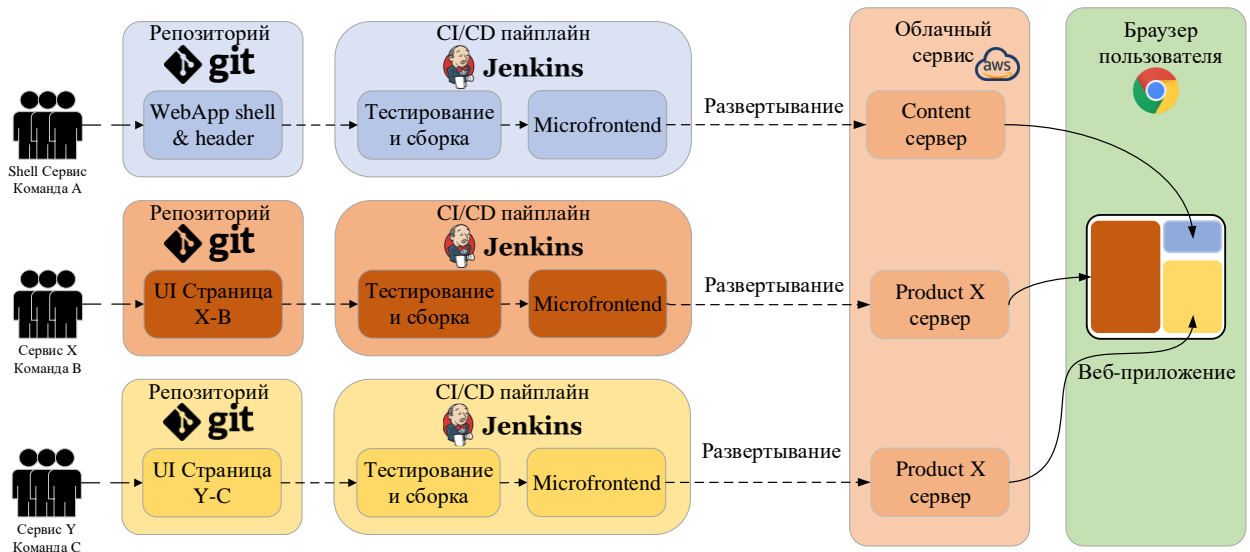 Репозиторий
git
WebApp shell
& header
CI/CD пайплайн
Jenkins
Тестирование
и сборка
Microfrontend
Развертывание
Облачный
сервис
aws
Content
сервер
Браузер
пользователя
Shell Сервис
Команда А
Репозиторий
git
UI Страница
X-B
CI/CD пайплайн
Jenkins
Тестирование
и сборка
Microfrontend
Развертывание
Product X
сервер
Сервис X
Команда B
Веб-приложение
Репозиторий
git
UI Страница
Y-C
CI/CD пайплайн
Jenkins
Тестирование
и сборка
Microfrontend
Развертывание
Product X
сервер
Сервис Y
Команда C